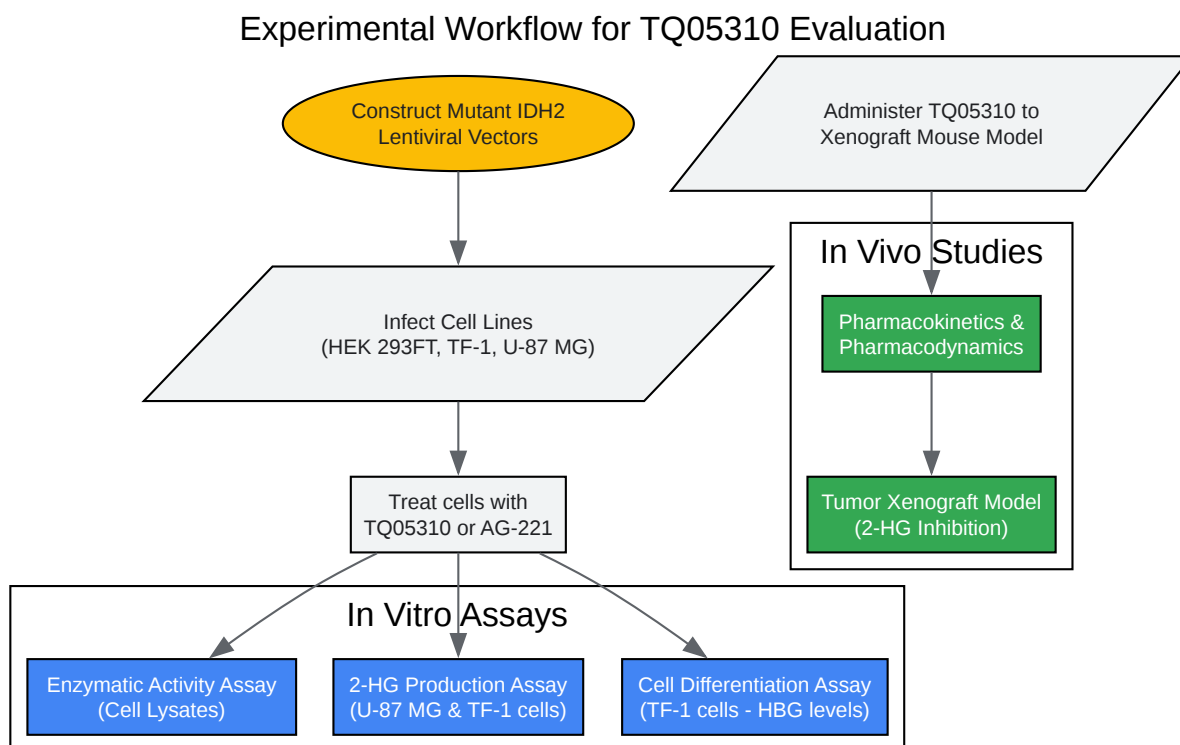 Experimental Workflow for TQ05310 Evaluation
Construct Mutant IDH2
Lentiviral Vectors
Administer TQ05310 to
Xenograft Mouse Model
In Vivo Studies
Infect Cell Lines
(HEK 293FT, TF-1, U-87 MG)
Pharmacokinetics &
Pharmacodynamics
Treat cells with
TQ05310 or AG-221
Tumor Xenograft Model
(2-HG Inhibition)
In Vitro Assays
Enzymatic Activity Assay
(Cell Lysates)
2-HG Production Assay
(U-87 MG & TF-1 cells)
Cell Differentiation Assay
(TF-1 cells - HBG levels)